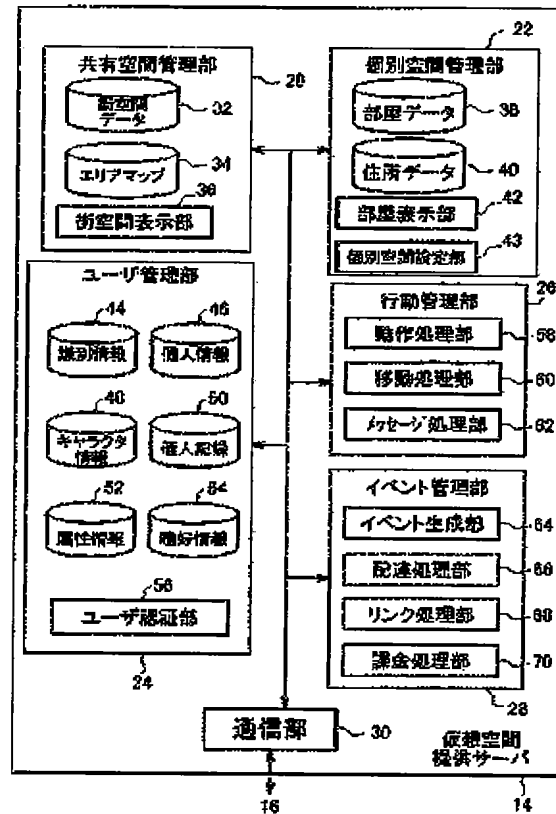 22
共有空間管理部
20
街空間
データ
32
34
エリアマップ
36
街空間表示部
個別空間管理部
部屋データ
38
住所データ
40
42
部屋表示部
43
個別空間設定部
ユーザ管理部
44
46
識別情報
個人情報
48
50
キャラクタ
情報
個人記録
52
54
属性情報
嗜好情報
56
ユーザ認証部
24
26
行動管理部
動作処理部
58
移動処理部
60
メッセージ処理部
62
イベント管理部
イベント生成部
64
配達処理部
66
リンク処理部
68
課金処理部
70
28
通信部
30
仮想空間
提供サーバ
14
16